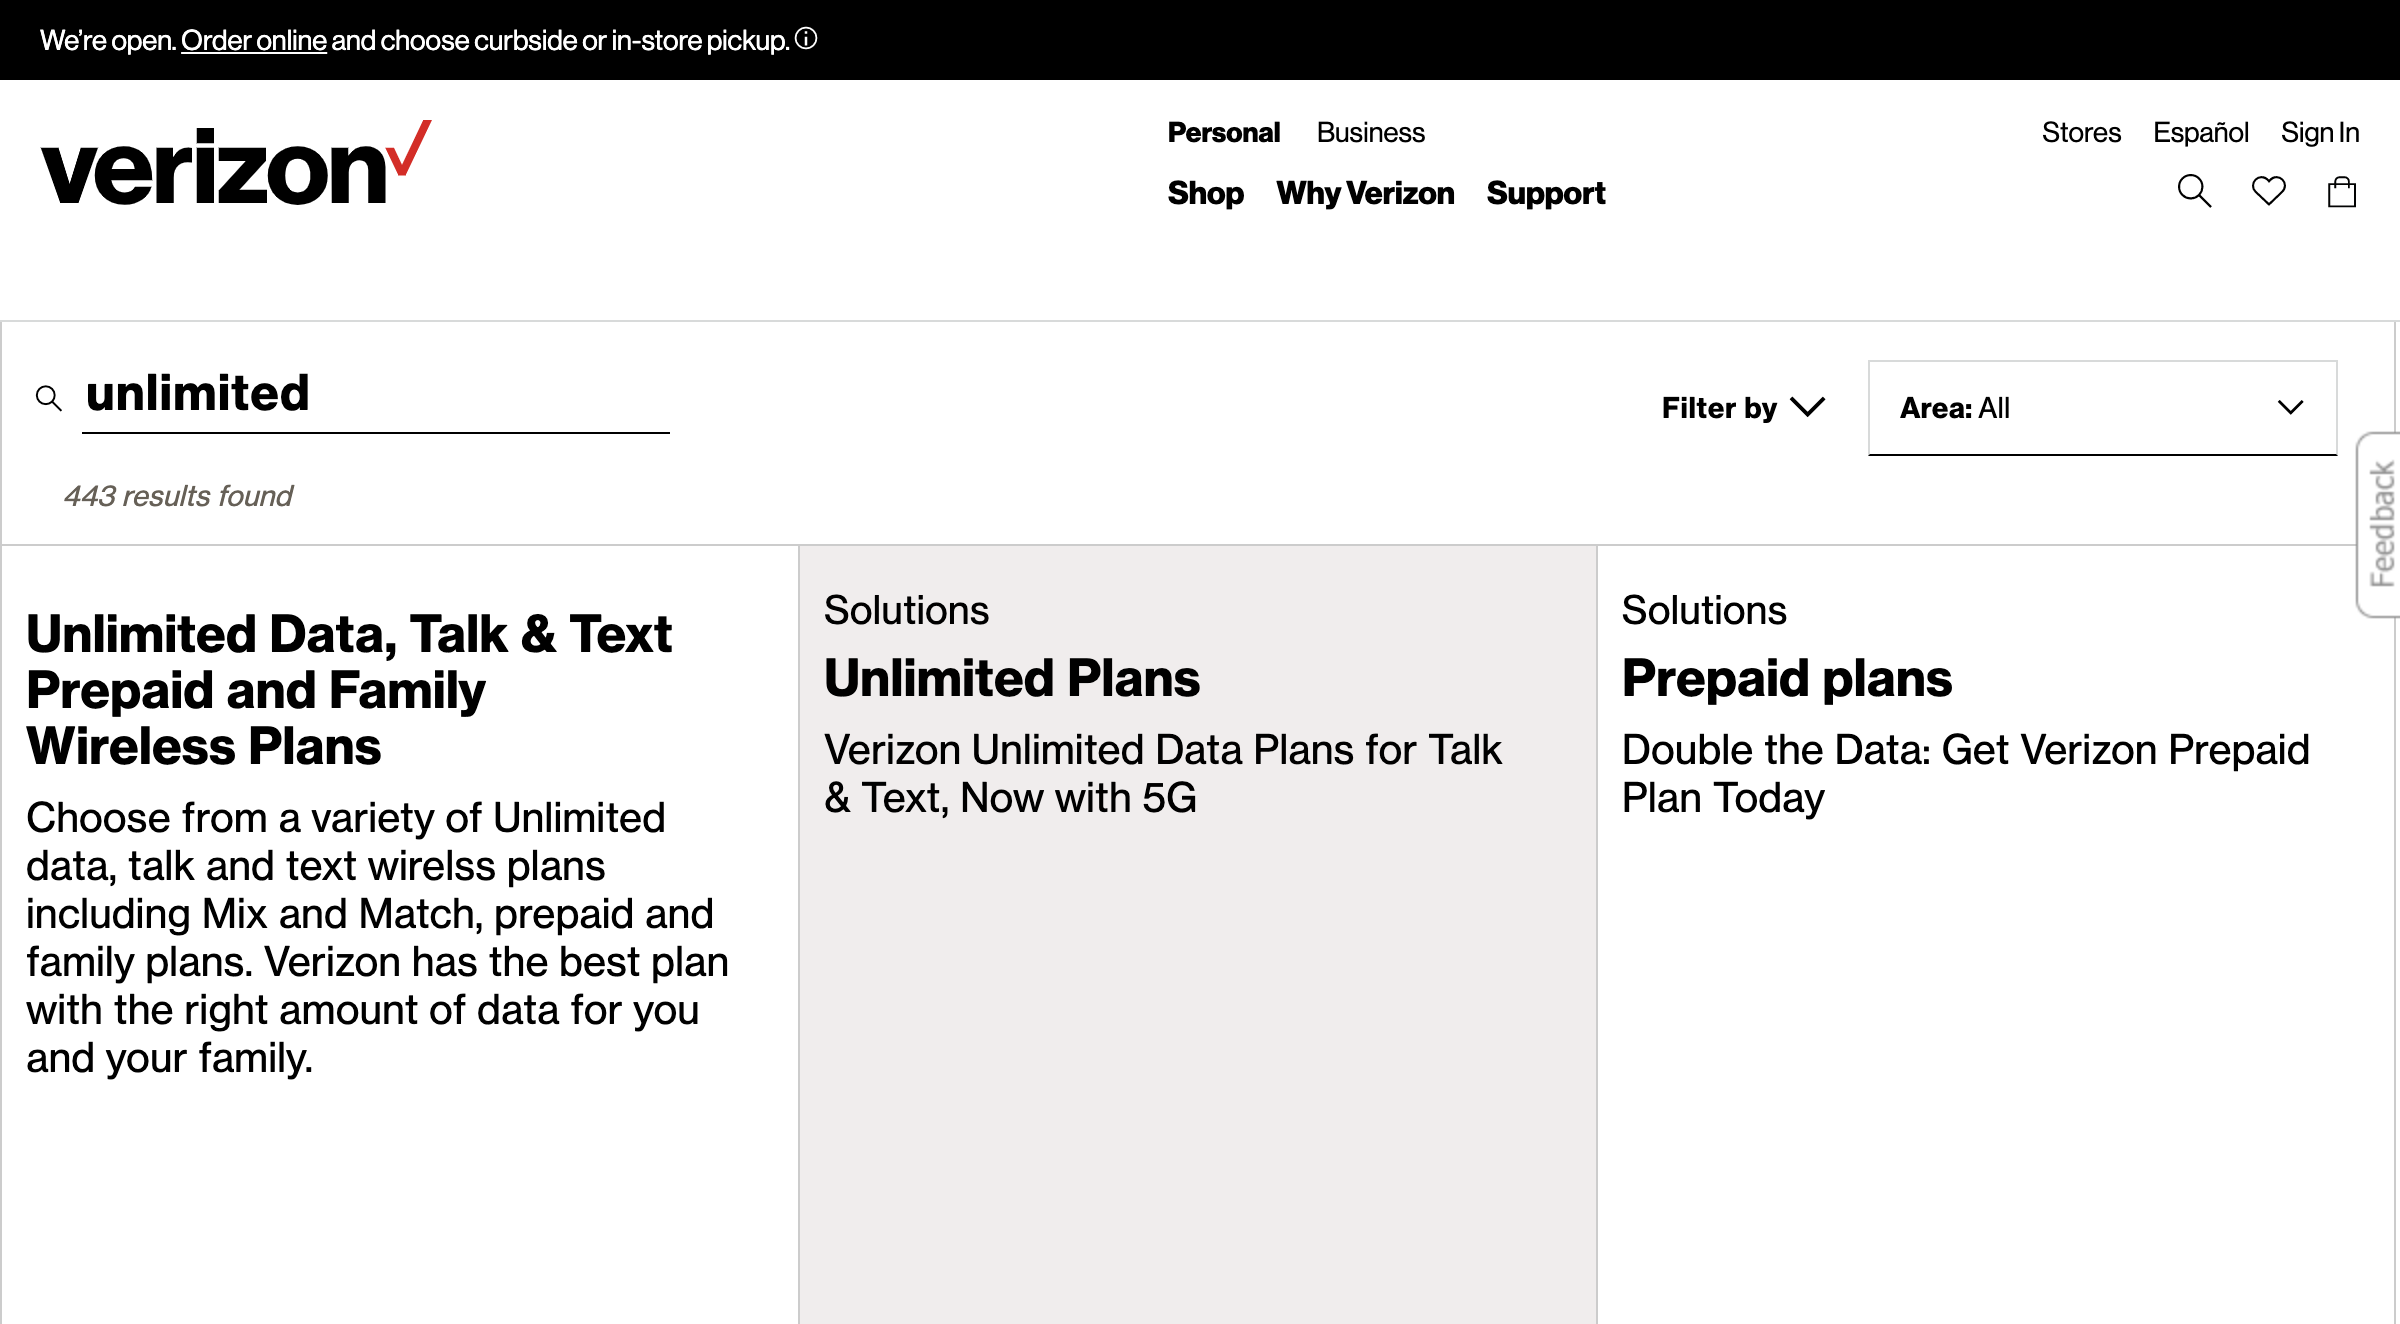 We're open. Order online and choose curbside or in-store pickup.
verizon
Personal Business
Shop Why Verizon Support
Stores Español Sign In
unlimited
Filter by
Area: All
443 results found
Feedback
Unlimited Data, Talk & Text
Prepaid and Family
Wireless Plans
Choose from a variety of Unlimited
data, talk and text wirelss plans
including Mix and Match, prepaid and
family plans. Verizon has the best plan
with the right amount of data for you
and your family.
Solutions
Unlimited Plans
Verizon Unlimited Data Plans for Talk
& Text, Now with 5G
Solutions
Prepaid plans
Double the Data: Get Verizon Prepaid
Plan Today